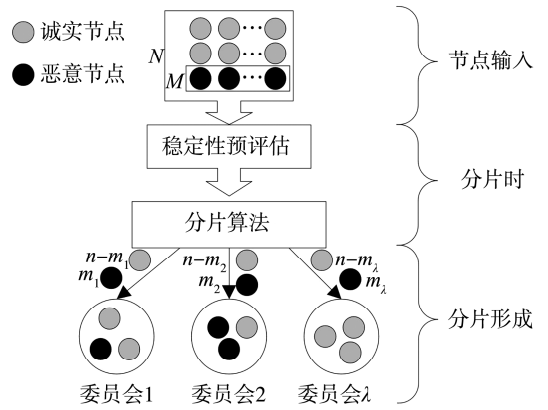 诚实节点
恶意节点
N
M
节点输入
稳定性预评估
分片时
分片算法
n−m₁
m₁
n−m₂
m₂
n−mλ
mλ
分片形成
委员会1
委员会2
委员会λ